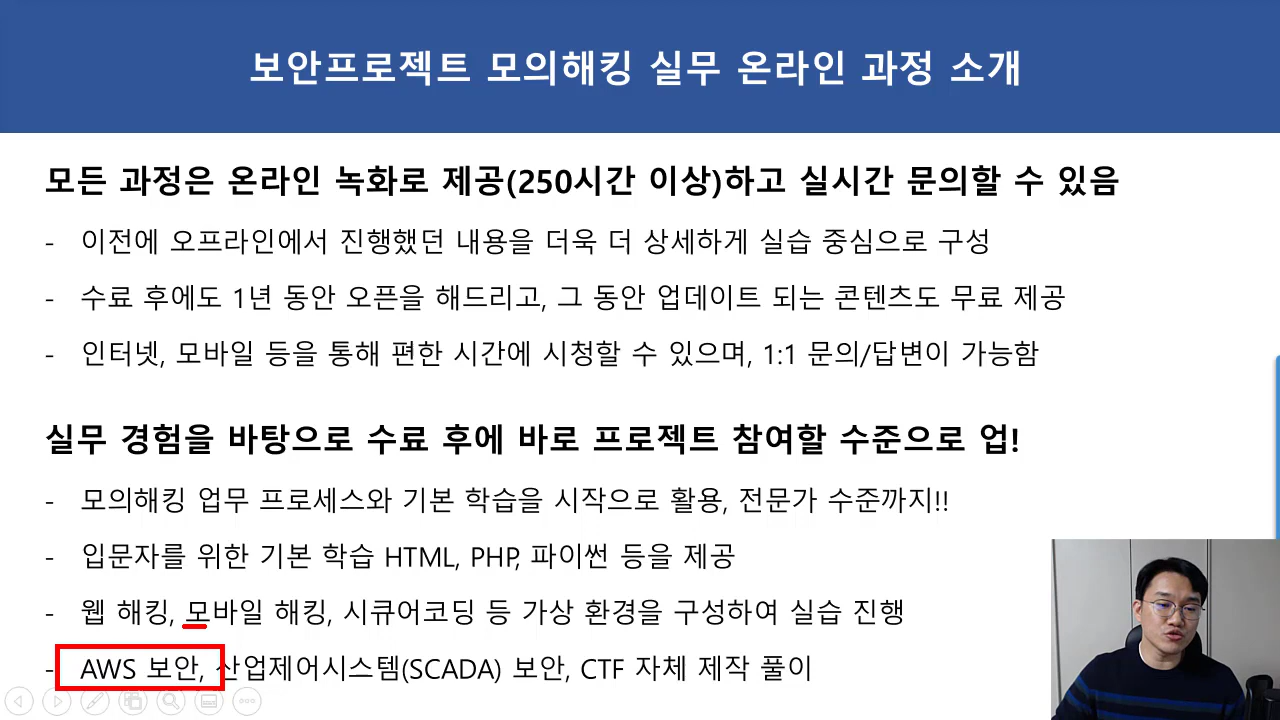 보안프로젝트 모의해킹 실무 온라인 과정 소개
모든 과정은 온라인 녹화로 제공(250시간 이상)하고 실시간 문의할 수 있음
- 이전에 오프라인에서 진행했던 내용을 더욱 더 상세하게 실습 중심으로 구성
- 수료 후에도 1년 동안 오픈을 해드리고, 그 동안 업데이트 되는 콘텐츠도 무료 제공
- 인터넷, 모바일 등을 통해 편한 시간에 시청할 수 있으며, 1:1 문의/답변이 가능함
실무 경험을 바탕으로 수료 후에 바로 프로젝트 참여할 수준으로 업!
- 모의해킹 업무 프로세스와 기본 학습을 시작으로 활용, 전문가 수준까지!!
- 입문자를 위한 기본 학습 HTML, PHP, 파이썬 등을 제공
- 웹 해킹, 모바일 해킹, 시큐어코딩 등 가상 환경을 구성하여 실습 진행
- AWS 보안, 산업제어시스템(SCADA) 보안, CTF 자체 제작 풀이